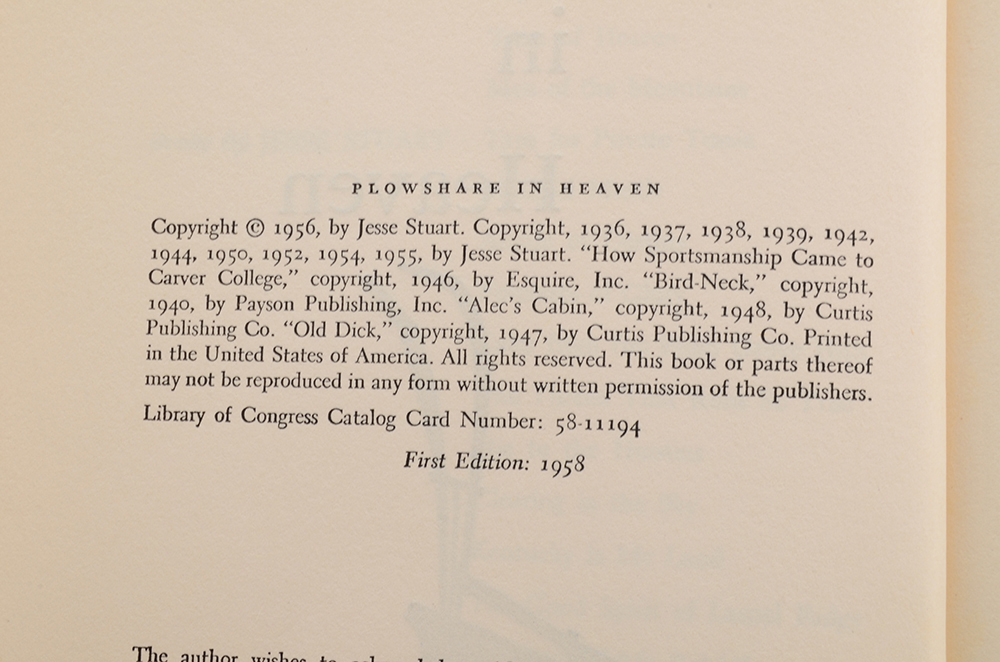 PLOWSHARE IN HEAVEN
Copyright © 1956, by Jesse Stuart. Copyright, 1936, 1937, 1938, 1939, 1942,
1944, 1950, 1952, 1954, 1955, by Jesse Stuart. “How Sportsmanship Came to
Carver College,” copyright, 1946, by Esquire, Inc. “Bird-Neck,” copyright,
1940, by Payson Publishing, Inc. “Alec’s Cabin,” copyright, 1948, by Curtis
Publishing Co. “Old Dick,” copyright, 1947, by Curtis Publishing Co. Printed
in the United States of America. All rights reserved. This book or parts thereof
may not be reproduced in any form without written permission of the publishers.
Library of Congress Catalog Card Number: 58-11194
First Edition: 1958
The author wishes to